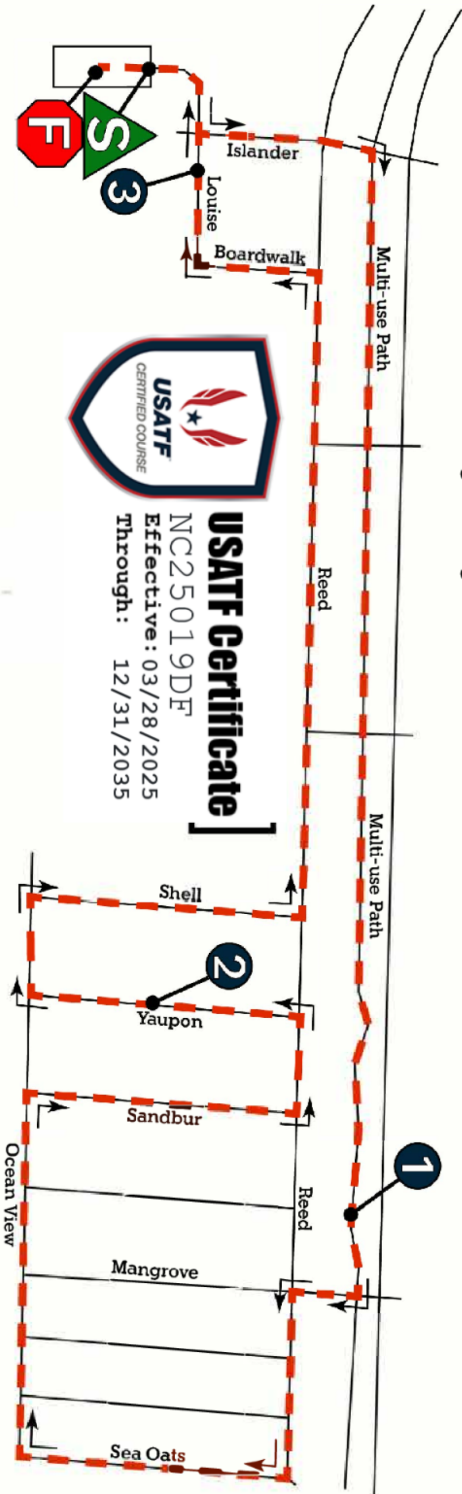 F
S
3
Louise
Islander
Boardwalk
Multi-use Path
USATF
CERTIFIED COURSE
USATF Certificate]
NC25019DF
Effective: 03/28/2025
Through: 12/31/2035
Reed
Multi-use Path
Shell
2
Yaupon
Sandbur
1
Reed
Ocean View
Mangrove
Sea Oats